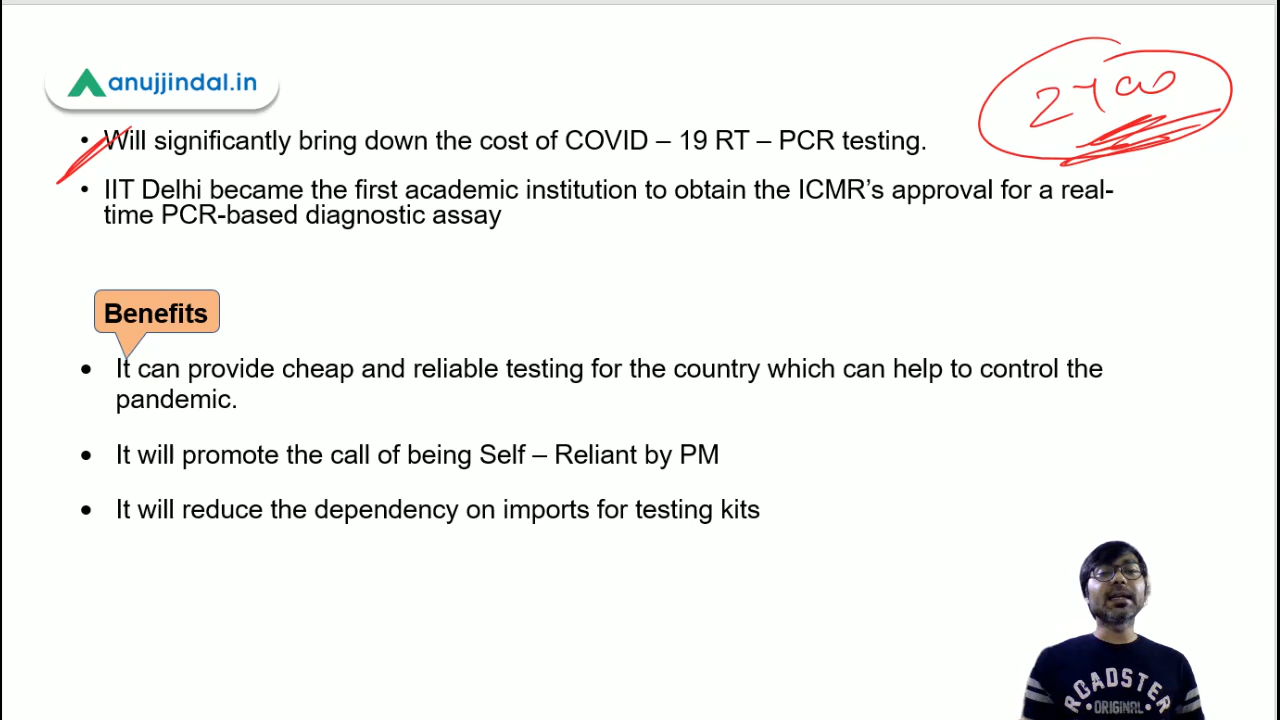 anujjindal.in
2400
• Will significantly bring down the cost of COVID – 19 RT – PCR testing.
• IIT Delhi became the first academic institution to obtain the ICMR’s approval for a real-
time PCR-based diagnostic assay
Benefits
• It can provide cheap and reliable testing for the country which can help to control the
pandemic.
• It will promote the call of being Self – Reliant by PM
• It will reduce the dependency on imports for testing kits
ROADSTER
• ORIGINAL •